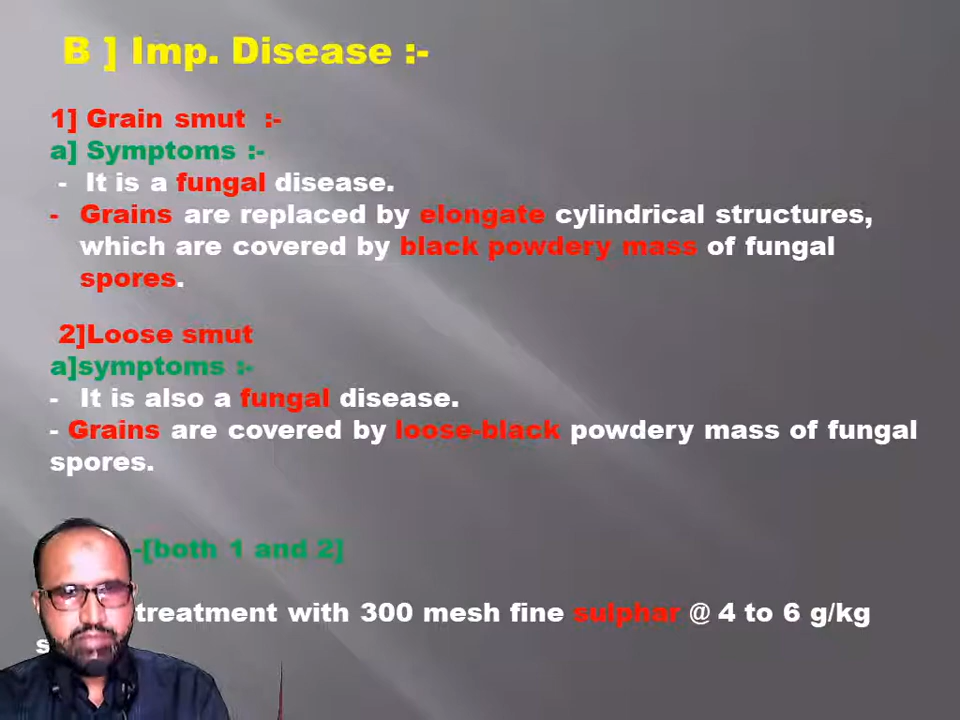 B ] Imp. Disease :-
1] Grain smut :-
a] Symptoms :-
- It is a fungal disease.
- Grains are replaced by elongate cylindrical structures,
which are covered by black powdery mass of fungal
spores.
2]Loose smut
a]symptoms :-
- It is also a fungal disease.
- Grains are covered by loose-black powdery mass of fungal
spores.
-[both 1 and 2]
treatment with 300 mesh fine sulphar @ 4 to 6 g/kg